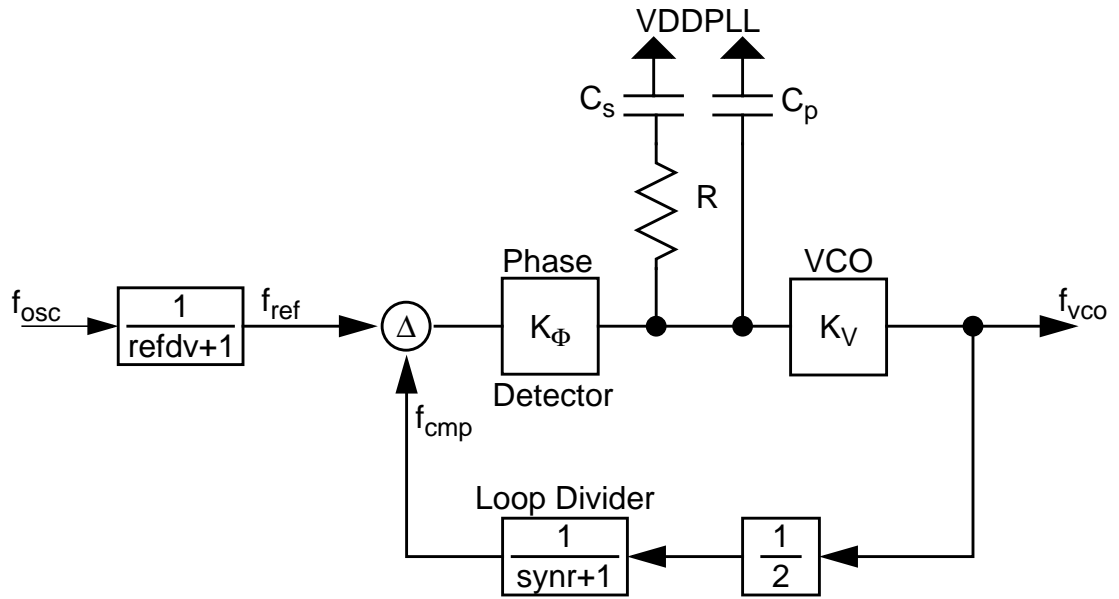 VDDPLL
Cs
Cp
R
Phase
VCO
fosc
1
refdv+1
fref
Δ
KΦ
KV
fvco
Detector
fcmp
Loop Divider
1
synr+1
1
2